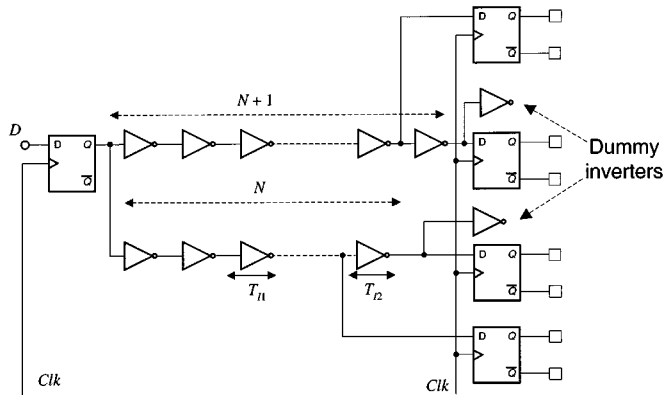 D Q
Q
N + 1
D
D Q
Q
D Q
Q
Dummy
inverters
N
D Q
Q
T_{I1}
T_{I2}
D Q
Q
Clk
Clk